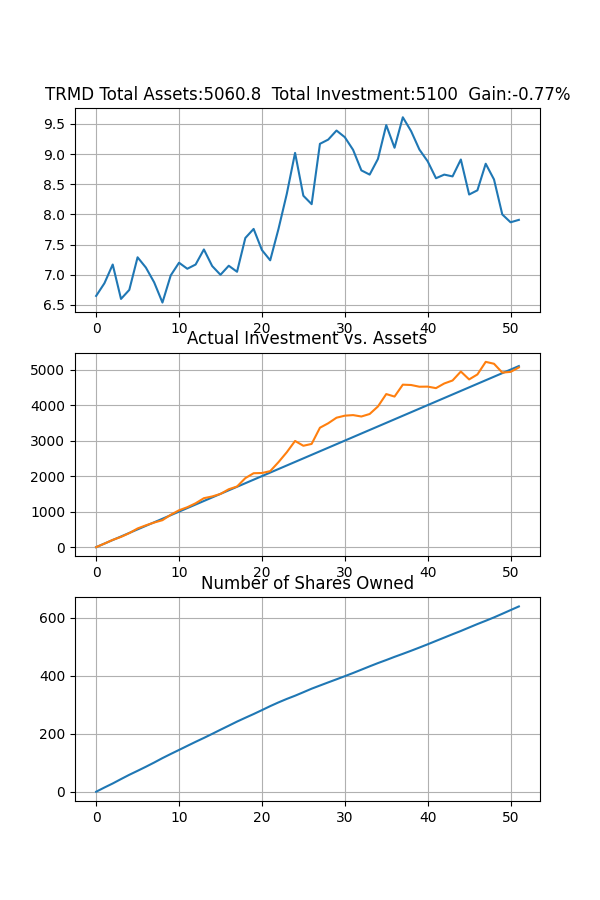 TRMD Total Assets:5060.8  Total Investment:5100  Gain:-0.77%
9.5
9.0
8.5
8.0
7.5
7.0
6.5
0 10 20 30 40 50
Actual Investment vs. Assets
5000
4000
3000
2000
1000
0
0 10 20 30 40 50
Number of Shares Owned
600
400
200
0
0 10 20 30 40 50